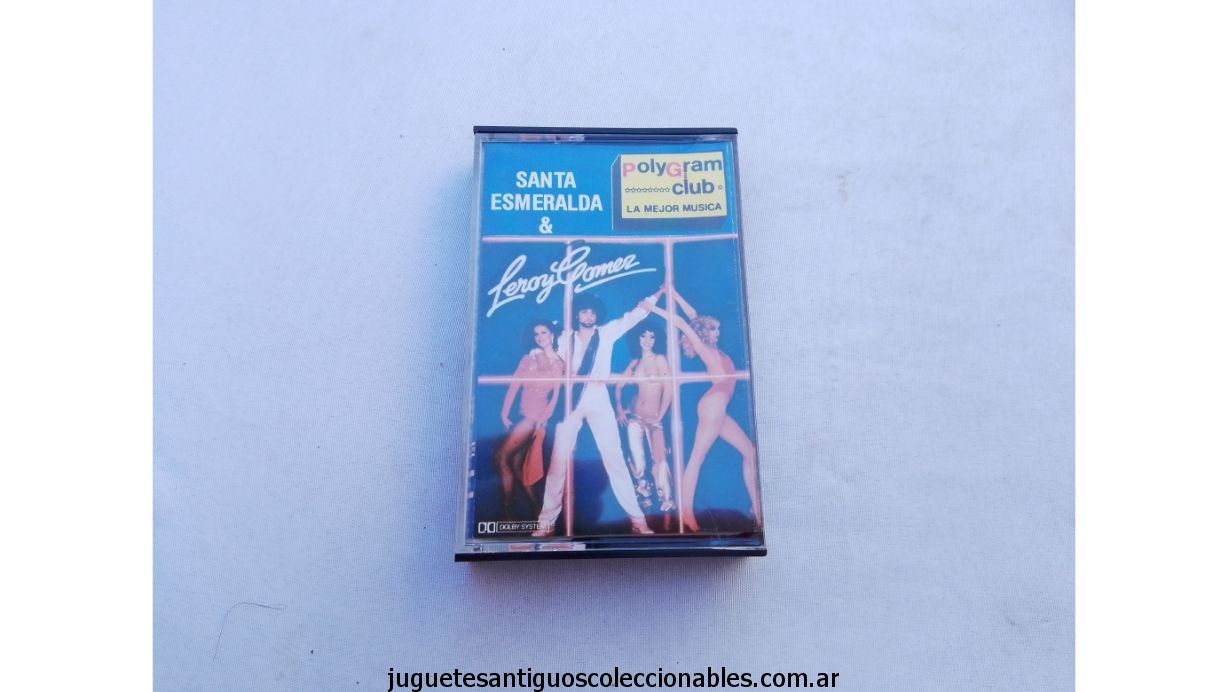 SANTA
ESMERALDA
&
PolyGram
club
LA MEJOR MUSICA
Leroy Gomez
DOLBY SYSTEM
juguetesantiguoscoleccionables.com.ar